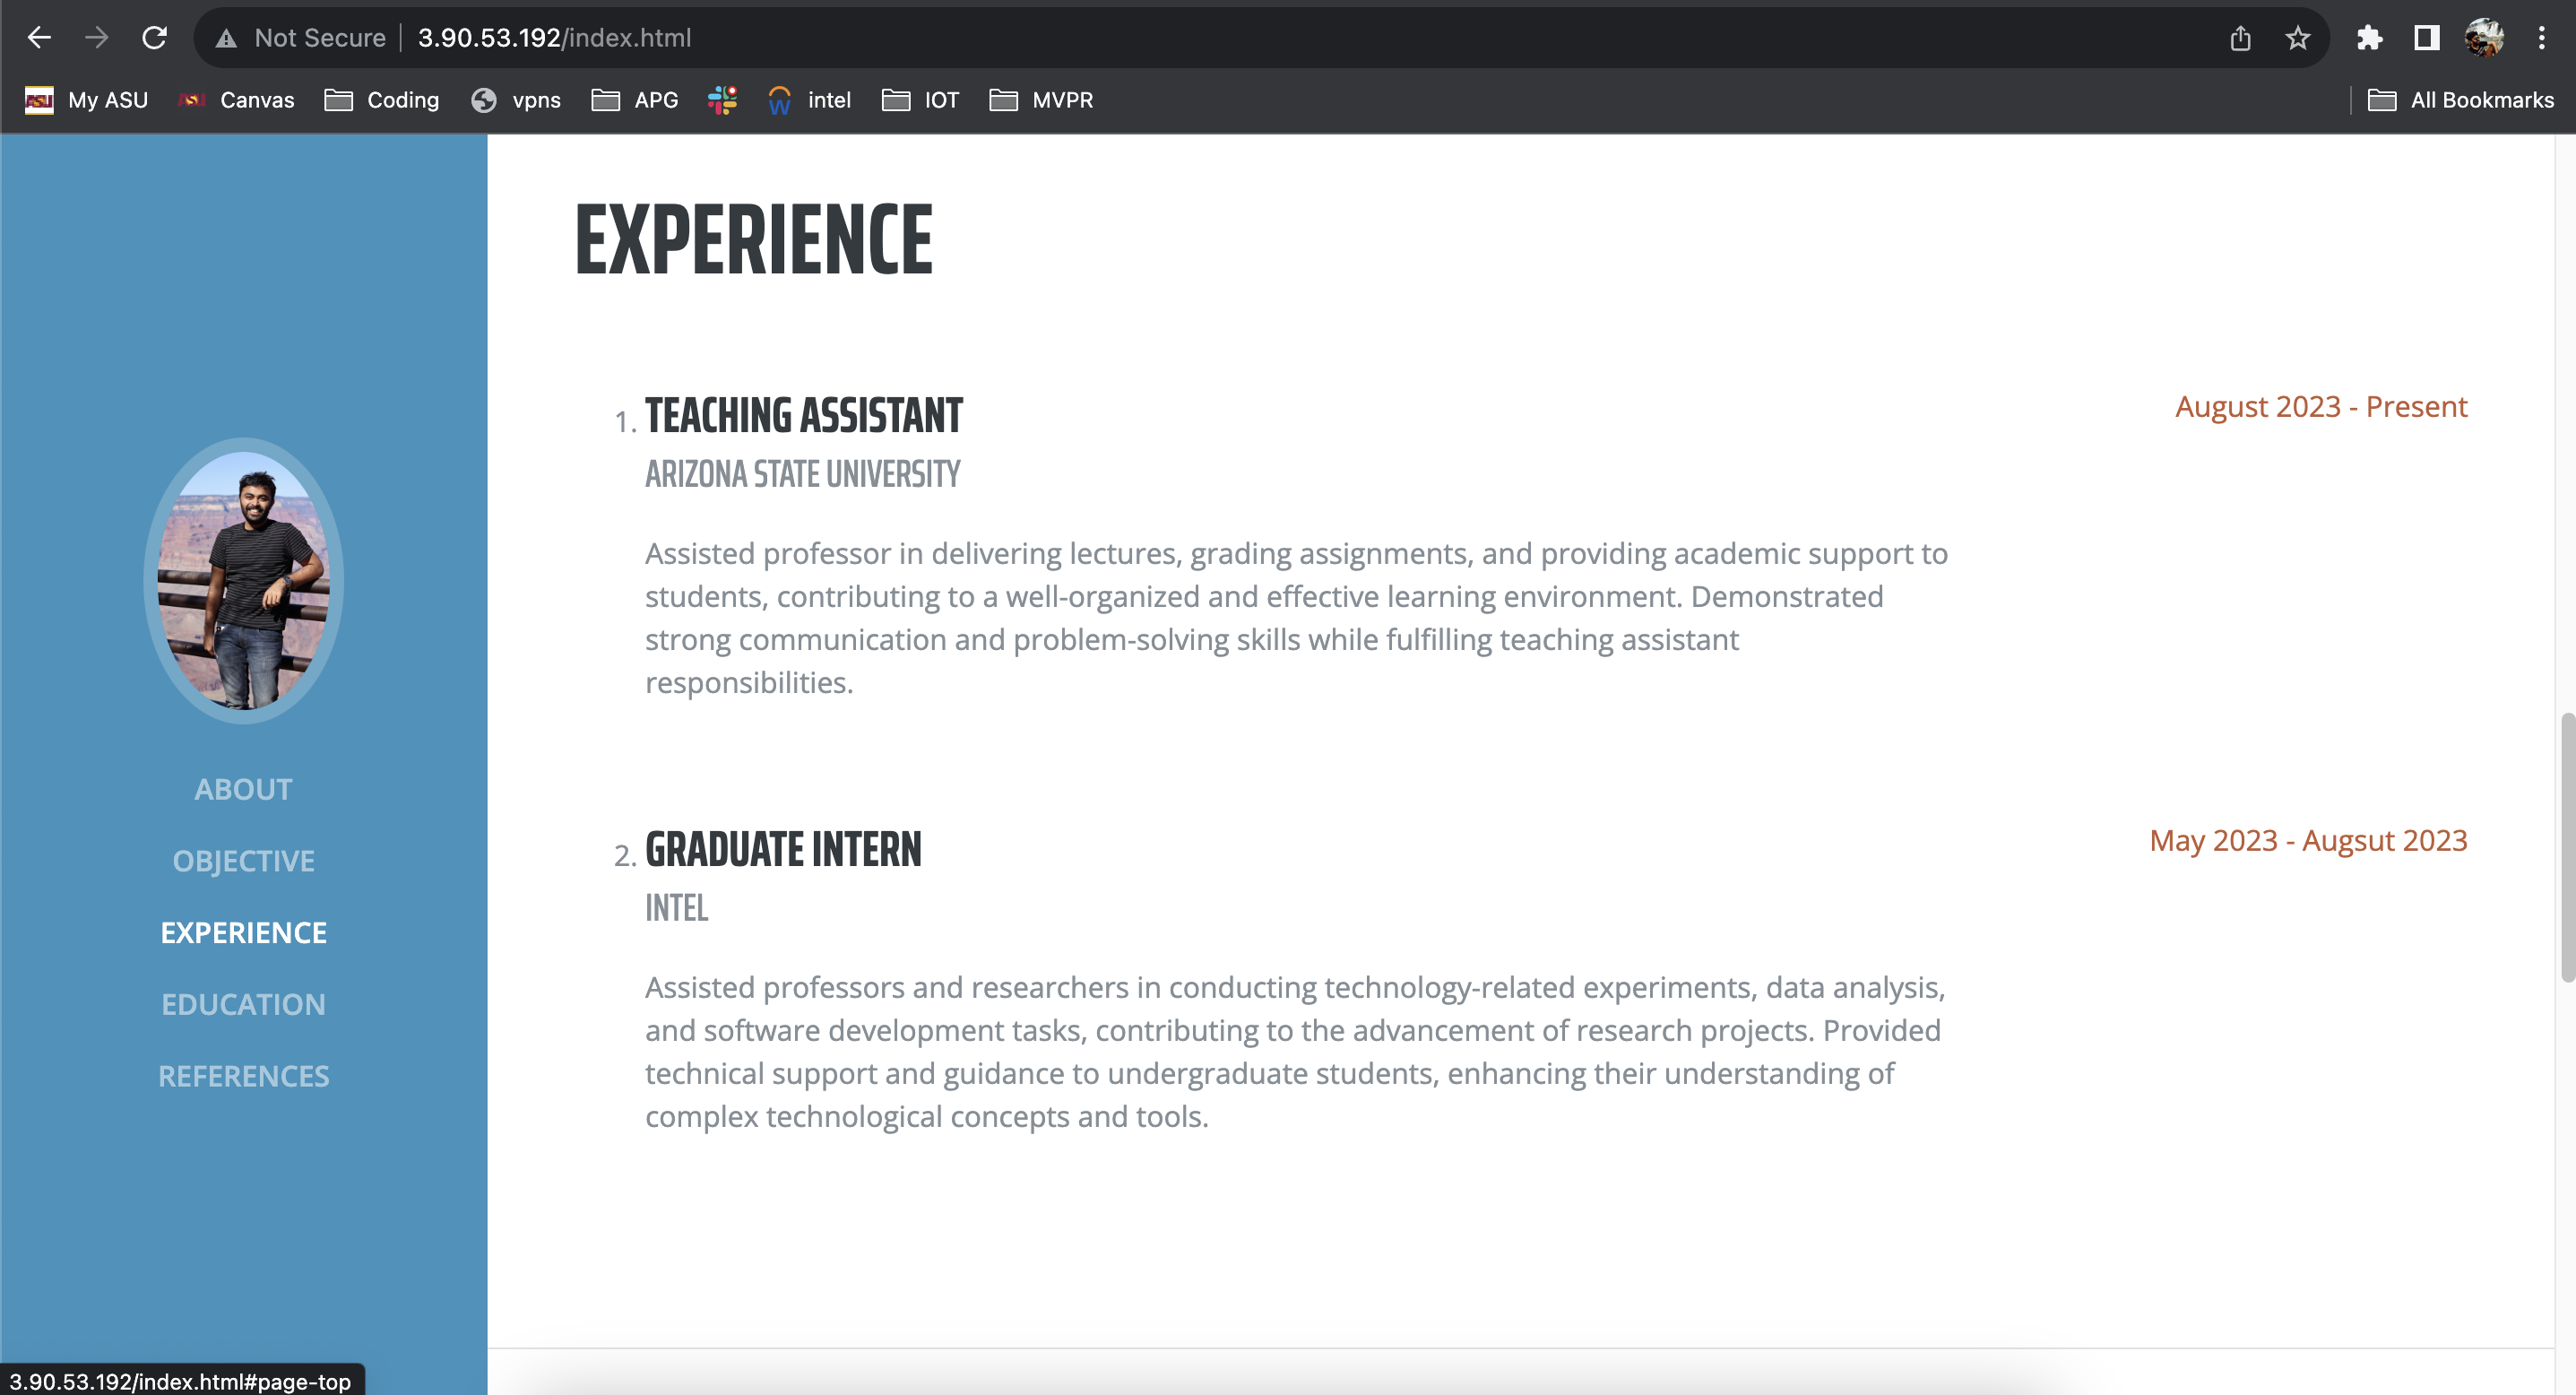 Not Secure | 3.90.53.192/index.html
My ASU Canvas Coding vpns APG intel IOT MVPR All Bookmarks
ABOUT
OBJECTIVE
EXPERIENCE
EDUCATION
REFERENCES
EXPERIENCE
1. TEACHING ASSISTANT
August 2023 - Present
ARIZONA STATE UNIVERSITY
Assisted professor in delivering lectures, grading assignments, and providing academic support to
students, contributing to a well-organized and effective learning environment. Demonstrated
strong communication and problem-solving skills while fulfilling teaching assistant
responsibilities.
2. GRADUATE INTERN
May 2023 - Augsut 2023
INTEL
Assisted professors and researchers in conducting technology-related experiments, data analysis,
and software development tasks, contributing to the advancement of research projects. Provided
technical support and guidance to undergraduate students, enhancing their understanding of
complex technological concepts and tools.
3.90.53.192/index.html#page-top